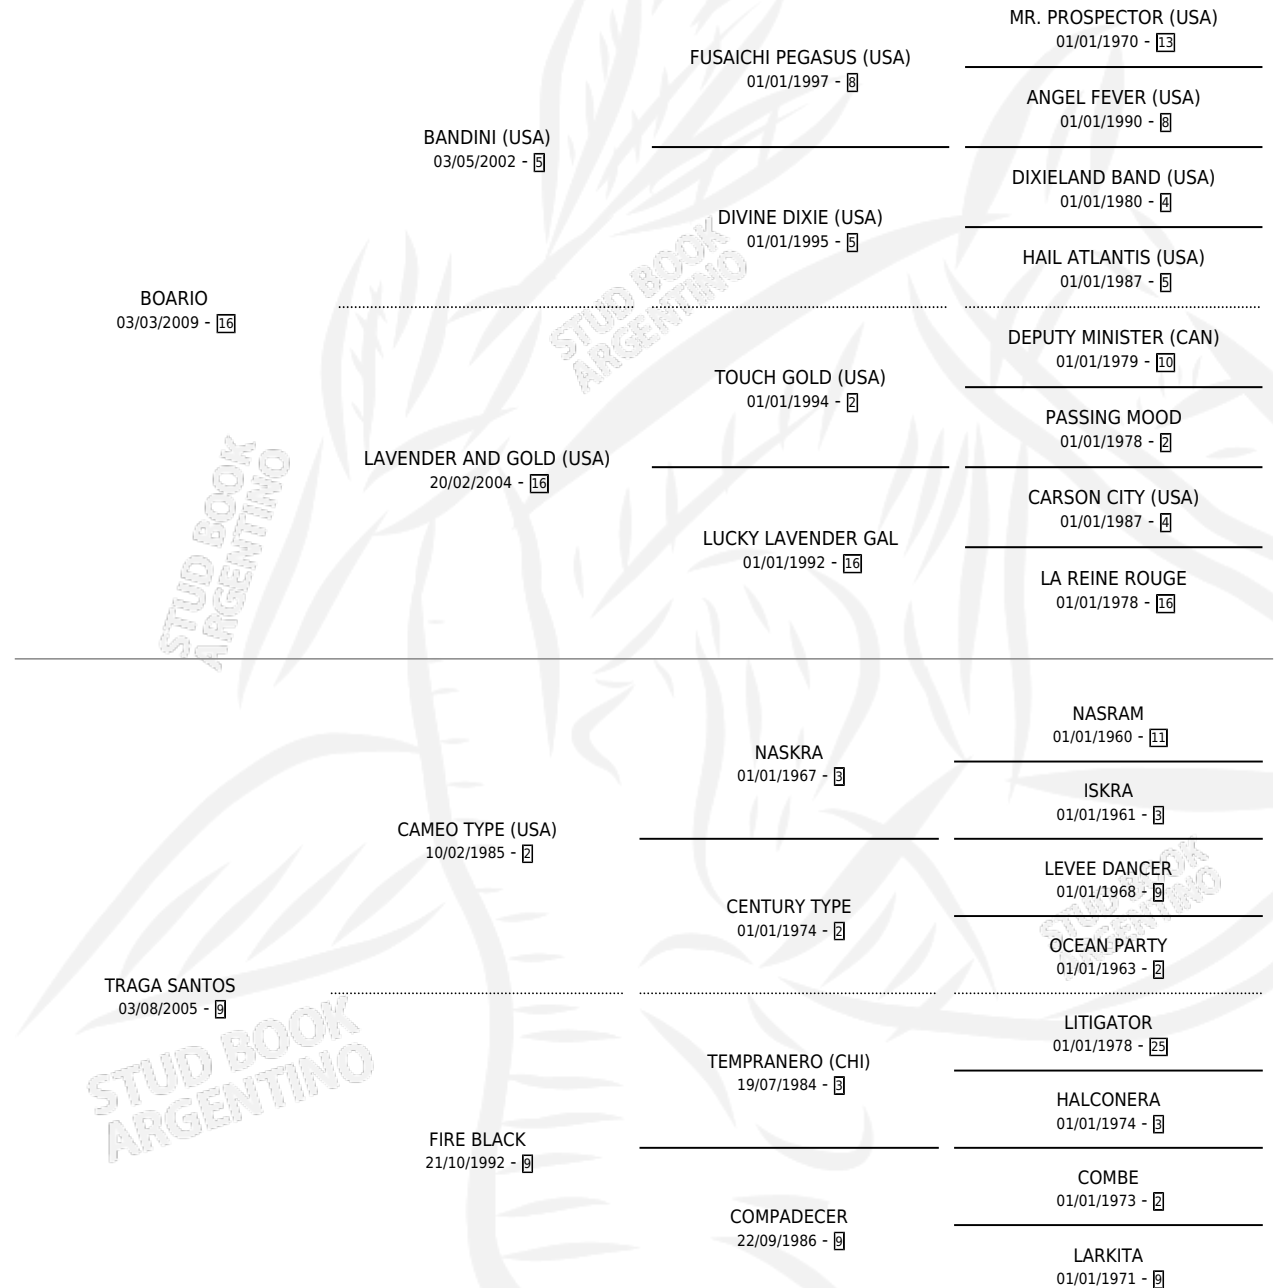 MR. PROSPECTOR (USA)
01/01/1970 - 13
FUSAICHI PEGASUS (USA)
01/01/1997 - 8
ANGEL FEVER (USA)
01/01/1990 - 8
BANDINI (USA)
03/05/2002 - 5
DIXIELAND BAND (USA)
01/01/1980 - 4
DIVINE DIXIE (USA)
01/01/1995 - 5
HAIL ATLANTIS (USA)
01/01/1987 - 5
BOARIO
03/03/2009 - 16
DEPUTY MINISTER (CAN)
01/01/1979 - 10
TOUCH GOLD (USA)
01/01/1994 - 2
PASSING MOOD
01/01/1978 - 2
LAVENDER AND GOLD (USA)
20/02/2004 - 16
CARSON CITY (USA)
01/01/1987 - 4
LUCKY LAVENDER GAL
01/01/1992 - 16
LA REINE ROUGE
01/01/1978 - 16
NASRAM
01/01/1960 - 11
NASKRA
01/01/1967 - 3
ISKRA
01/01/1961 - 3
CAMEO TYPE (USA)
10/02/1985 - 2
LEVEE DANCER
01/01/1968 - 9
CENTURY TYPE
01/01/1974 - 2
OCEAN PARTY
01/01/1963 - 2
TRAGA SANTOS
03/08/2005 - 9
LITIGATOR
01/01/1978 - 25
TEMPRANERO (CHI)
19/07/1984 - 3
HALCONERA
01/01/1974 - 3
FIRE BLACK
21/10/1992 - 9
COMBE
01/01/1973 - 2
COMPADECER
22/09/1986 - 9
LARKITA
01/01/1971 - 9
STUD BOOK
ARGENTINO
STUD BOOK
ARGENTINO
STUD BOOK
ARGENTINO
STUD BOOK
ARGENTINO